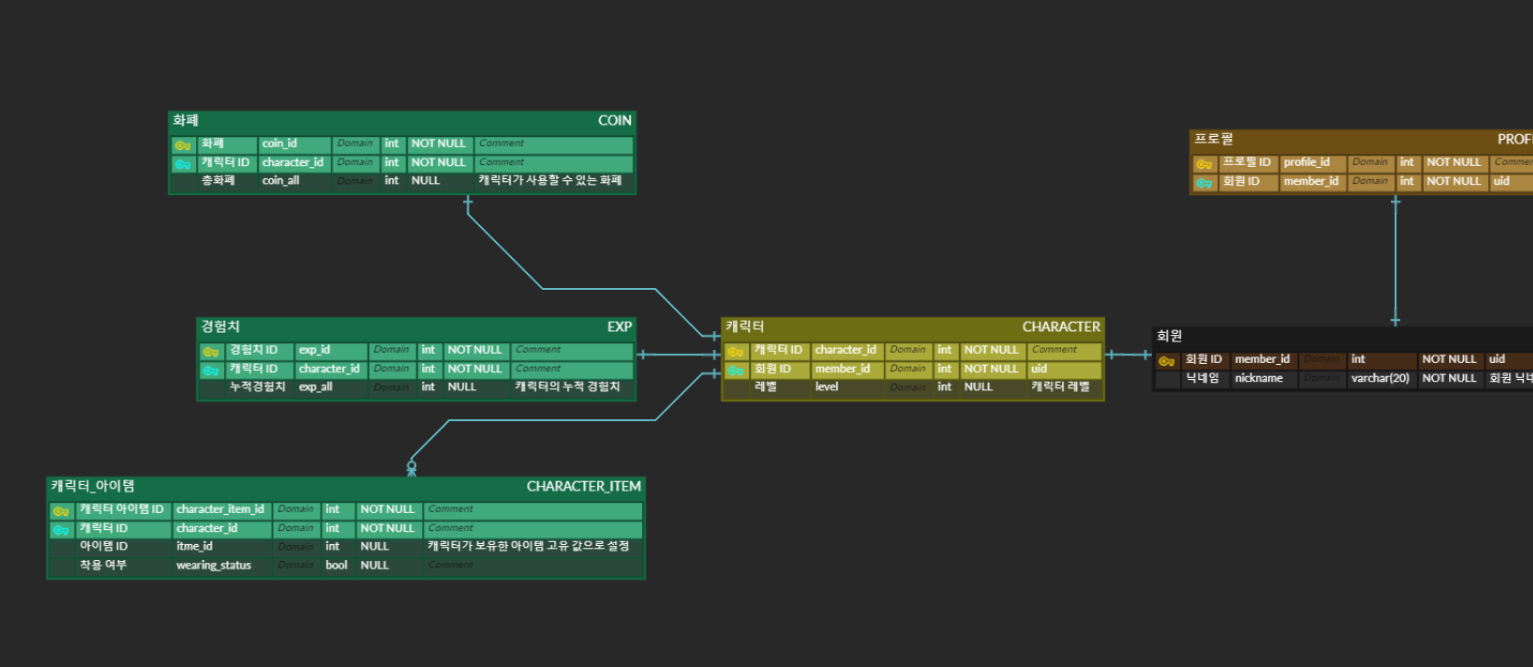 화폐 COIN
화폐 coin_id Domain int NOT NULL Comment
캐릭터 ID character_id Domain int NOT NULL Comment
총화폐 coin_all Domain int NULL 캐릭터가 사용할 수 있는 화폐
프로필
프로필 ID profile_id Domain int NOT NULL
회원 ID member_id Domain int NOT NULL uid
경험치 EXP
경험치 ID exp_id Domain int NOT NULL Comment
캐릭터 ID character_id Domain int NOT NULL Comment
누적경험치 exp_all Domain int NULL 캐릭터의 누적 경험치
캐릭터 CHARACTER
캐릭터 ID character_id Domain int NOT NULL Comment
회원 ID member_id Domain int NOT NULL uid
레벨 level Domain int NULL 캐릭터 레벨
회원
회원 ID member_id Domain int NOT NULL uid
닉네임 nickname Domain varchar(20) NOT NULL 회원
캐릭터_아이템 CHARACTER_ITEM
캐릭터 아이템 ID character_item_id Domain int NOT NULL Comment
캐릭터 ID character_id Domain int NOT NULL Comment
아이템 ID itme_id Domain int NULL 캐릭터가 보유한 아이템 고유 값으로 설정
착용 여부 wearing_status Domain bool NULL Comment